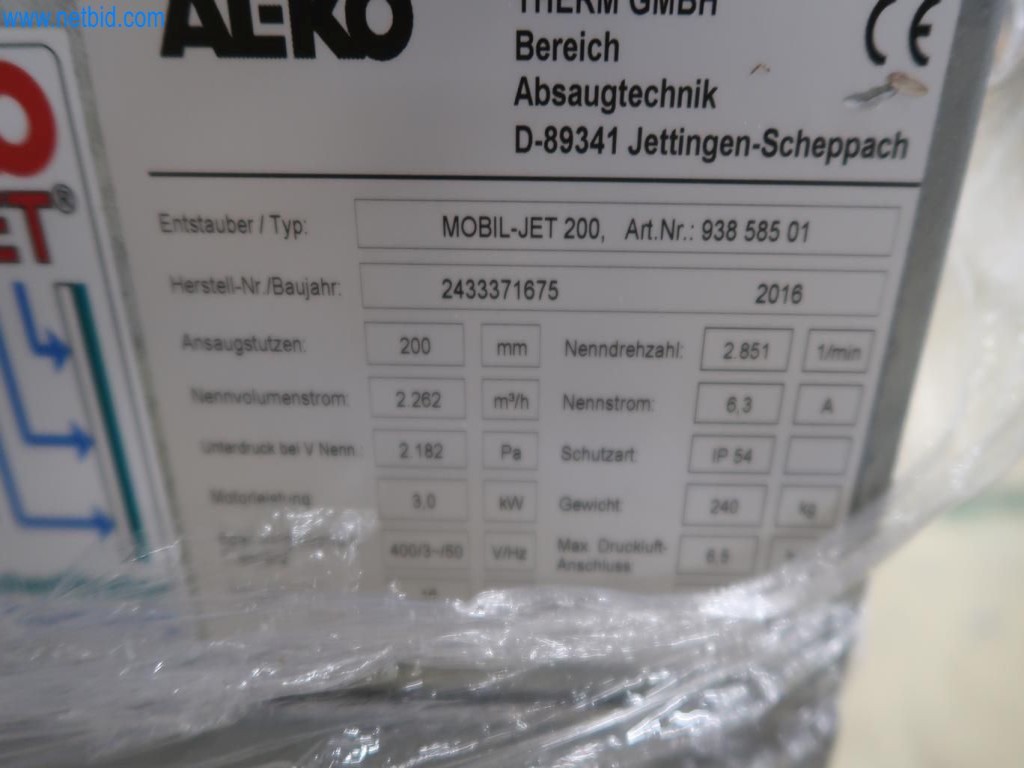 www.netbid.com
AL-KO
THERM GMBH
Bereich
Absaugtechnik
D-89341 Jettingen-Scheppach
CE
O
ET®
Entstauber / Typ: MOBIL-JET 200, Art.Nr.: 938 585 01
Herstell-Nr./Baujahr: 2433371675 2016
Ansaugstutzen: 200 mm Nenndrehzahl: 2.851 1/min
Nennvolumenstrom: 2.262 m³/h Nennstrom: 6,3 A
Unterdruck bei V Nenn. 2.182 Pa Schutzart IP 54
Motorleistung 3,0 kW Gewicht: 240 kg
400/3~/50 V/Hz Max. Druckluft-
Anschluss: